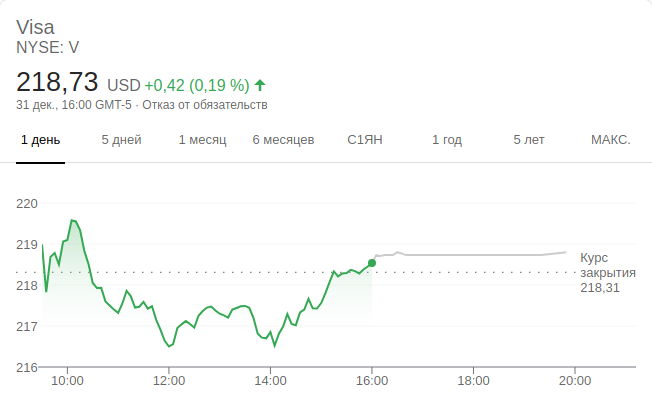 Visa
NYSE: V
218,73 USD +0,42 (0,19 %)
31 дек., 16:00 GMT-5 · Отказ от обязательств
1 день 5 дней 1 месяц 6 месяцев С1ЯН 1 год 5 лет МАКС.
220
219
218
217
216
Курс
закрытия
218,31
10:00 12:00 14:00 16:00 18:00 20:00